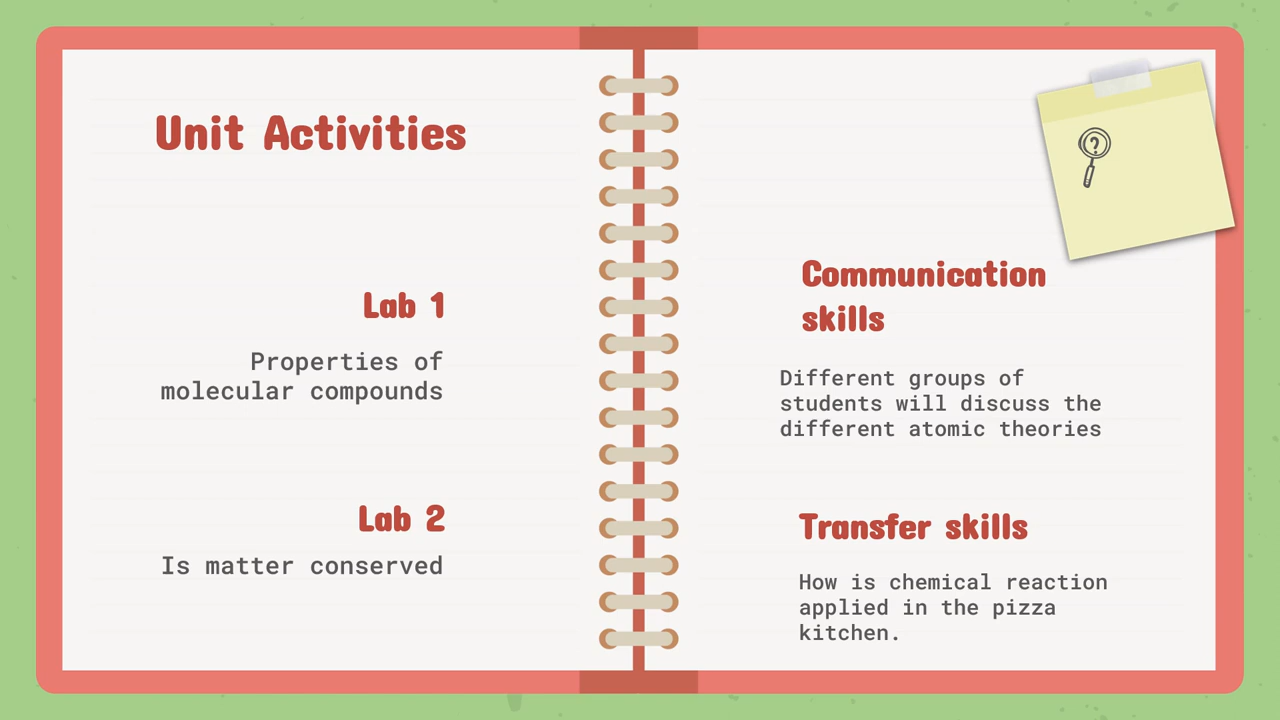 Unit Activities
Lab 1
Properties of
molecular compounds
Lab 2
Is matter conserved
?
Communication
skills
Different groups of
students will discuss the
different atomic theories
Transfer skills
How is chemical reaction
applied in the pizza
kitchen.